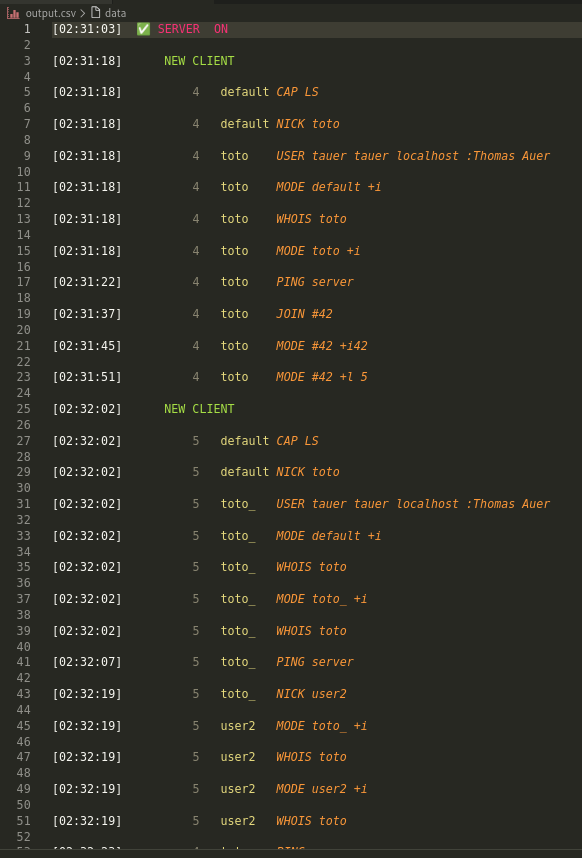 output.csv > data
1 [02:31:03] ✅ SERVER ON
2
3 [02:31:18] NEW CLIENT
4
5 [02:31:18] 4 default CAP LS
6
7 [02:31:18] 4 default NICK toto
8
9 [02:31:18] 4 toto USER tauer tauer localhost :Thomas Auer
10
11 [02:31:18] 4 toto MODE default +i
12
13 [02:31:18] 4 toto WHOIS toto
14
15 [02:31:18] 4 toto MODE toto +i
16
17 [02:31:22] 4 toto PING server
18
19 [02:31:37] 4 toto JOIN #42
20
21 [02:31:45] 4 toto MODE #42 +i42
22
23 [02:31:51] 4 toto MODE #42 +l 5
24
25 [02:32:02] NEW CLIENT
26
27 [02:32:02] 5 default CAP LS
28
29 [02:32:02] 5 default NICK toto
30
31 [02:32:02] 5 toto_ USER tauer tauer localhost :Thomas Auer
32
33 [02:32:02] 5 toto_ MODE default +i
34
35 [02:32:02] 5 toto_ WHOIS toto
36
37 [02:32:02] 5 toto_ MODE toto_ +i
38
39 [02:32:02] 5 toto_ WHOIS toto
40
41 [02:32:07] 5 toto_ PING server
42
43 [02:32:19] 5 toto_ NICK user2
44
45 [02:32:19] 5 user2 MODE toto_ +i
46
47 [02:32:19] 5 user2 WHOIS toto
48
49 [02:32:19] 5 user2 MODE user2 +i
50
51 [02:32:19] 5 user2 WHOIS toto
52